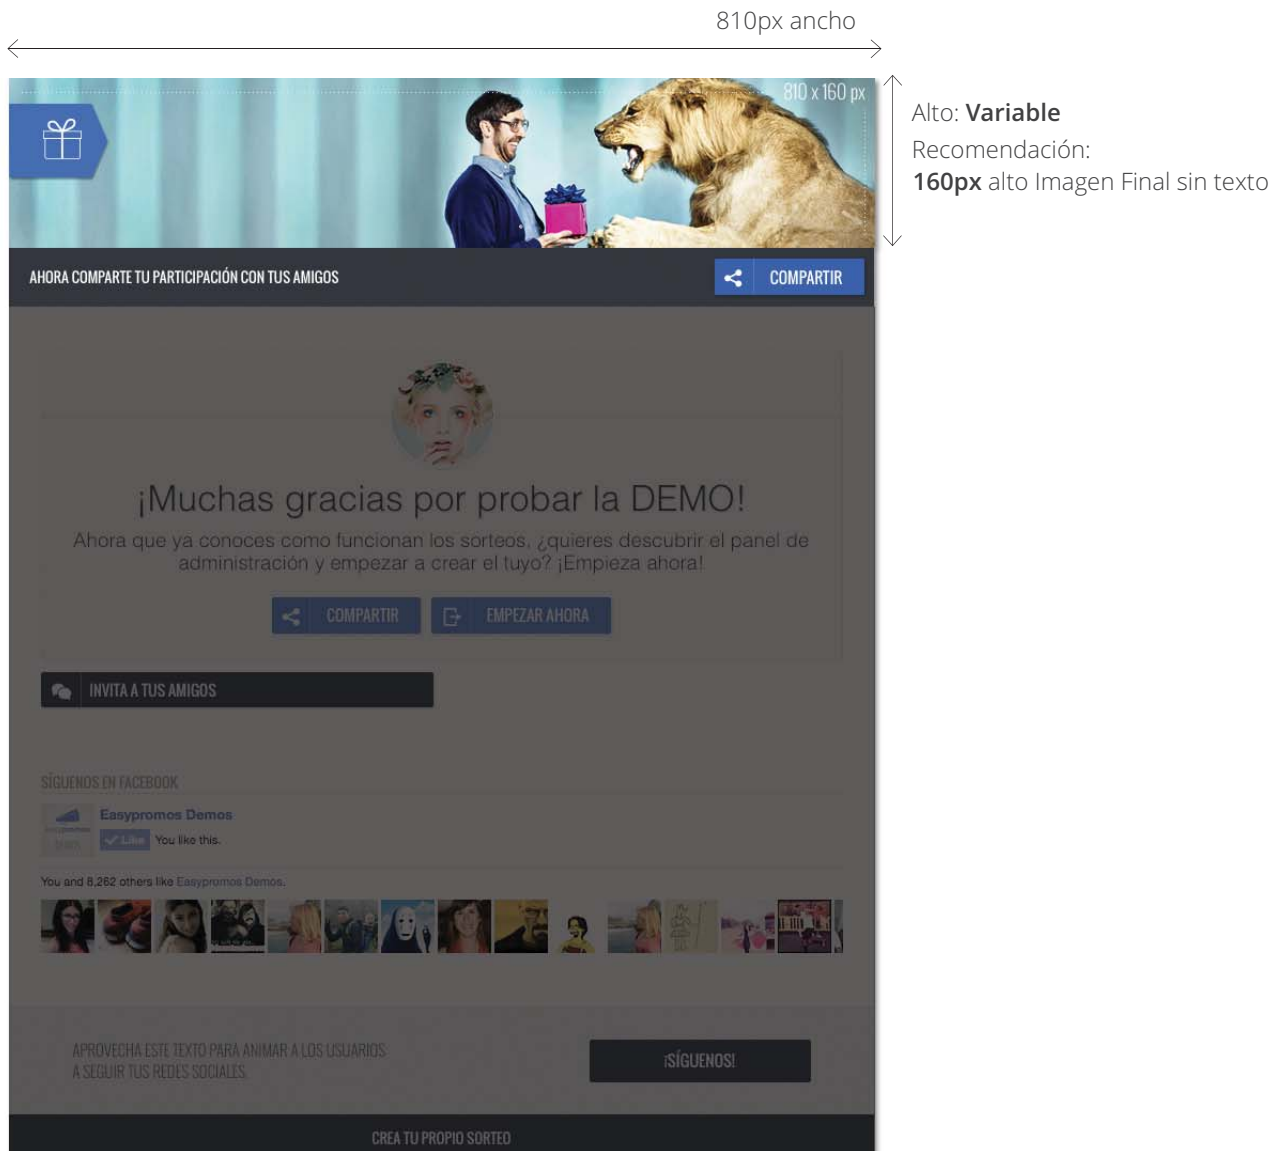 810px ancho
810 x 160 px
Alto: Variable
Recomendación:
160px alto Imagen Final sin texto
AHORA COMPARTE TU PARTICIPACIÓN CON TUS AMIGOS
COMPARTIR
¡Muchas gracias por probar la DEMO!
Ahora que ya conoces como funcionan los sorteos, ¿quieres descubrir el panel de
administración y empezar a crear el tuyo? ¡Empieza ahora!
COMPARTIR
EMPEZAR AHORA
INVITA A TUS AMIGOS
SÍGUENOS EN FACEBOOK
Easypromos Demos
Like You like this.
You and 8,262 others like Easypromos Demos.
APROVECHA ESTE TEXTO PARA ANIMAR A LOS USUARIOS
A SEGUIR TUS REDES SOCIALES.
¡SÍGUENOS!
CREA TU PROPIO SORTEO